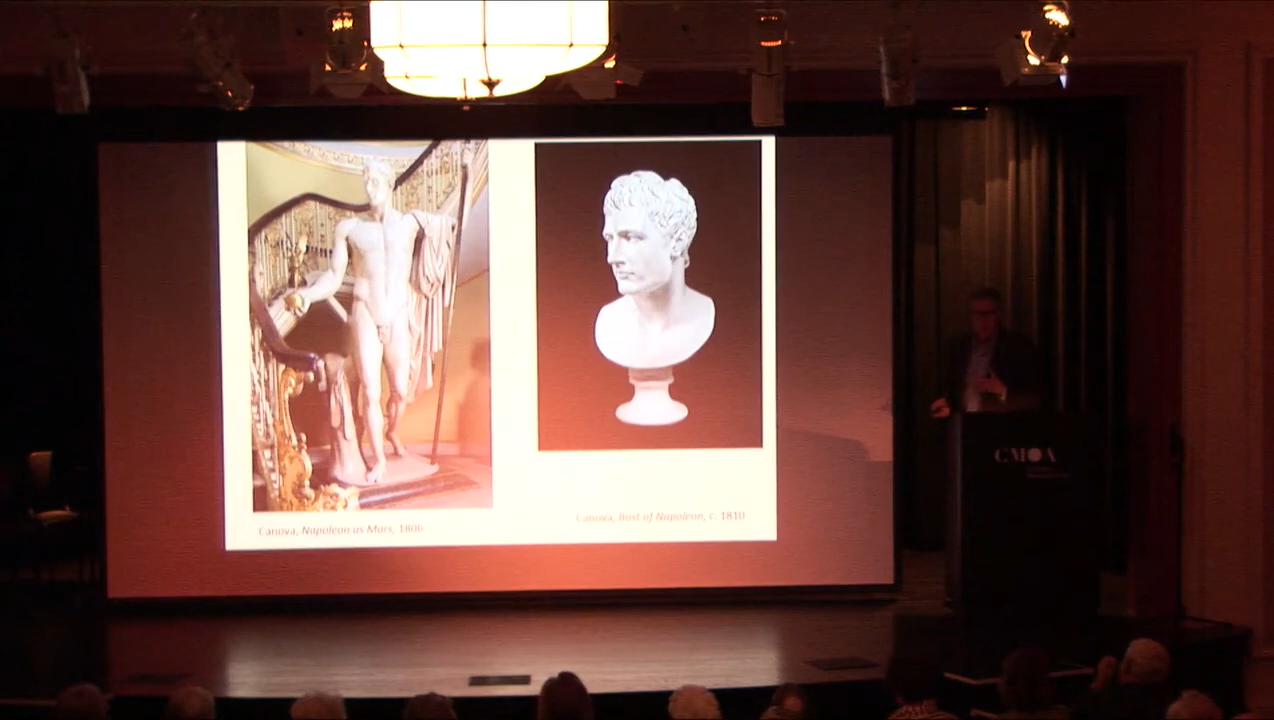 Canova, Napoleon as Mars, 1806
Canova, Bust of Napoleon, c. 1810
CMOA